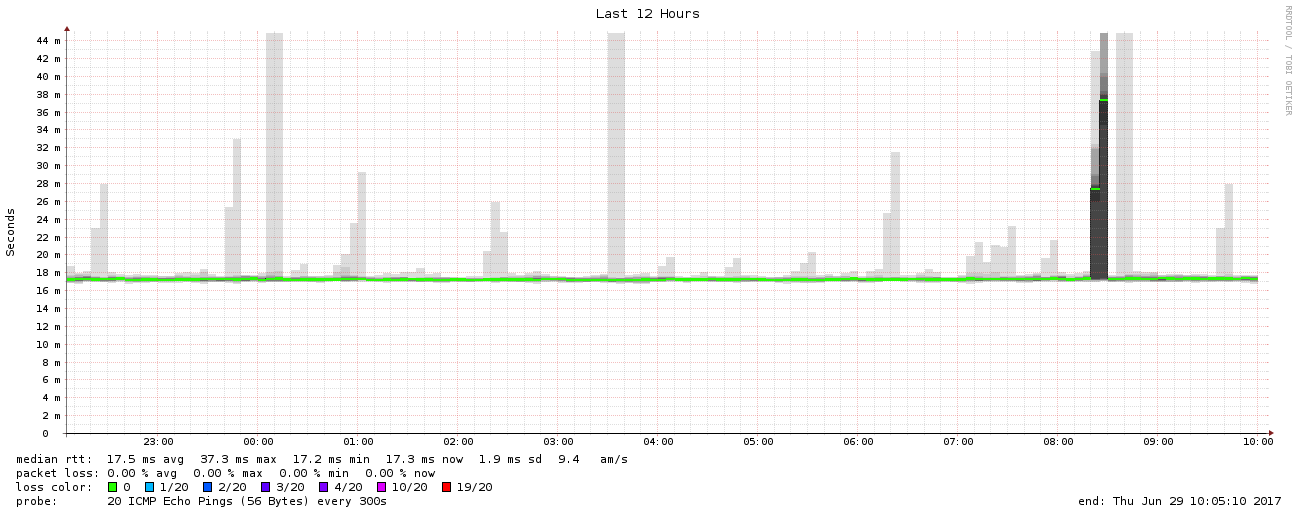 Last 12 Hours
RRDTOOL / TOBI OETIKER
Seconds
44 m
42 m
40 m
38 m
36 m
34 m
32 m
30 m
28 m
26 m
24 m
22 m
20 m
18 m
16 m
14 m
12 m
10 m
8 m
6 m
4 m
2 m
0
23:00 00:00 01:00 02:00 03:00 04:00 05:00 06:00 07:00 08:00 09:00 10:00
median rtt: 17.5 ms avg 37.3 ms max 17.2 ms min 17.3 ms now 1.9 ms sd 9.4 am/s
packet loss: 0.00 % avg 0.00 % max 0.00 % min 0.00 % now
loss color: 0 1/20 2/20 3/20 4/20 10/20 19/20
probe: 20 ICMP Echo Pings (56 Bytes) every 300s end: Thu Jun 29 10:05:10 2017